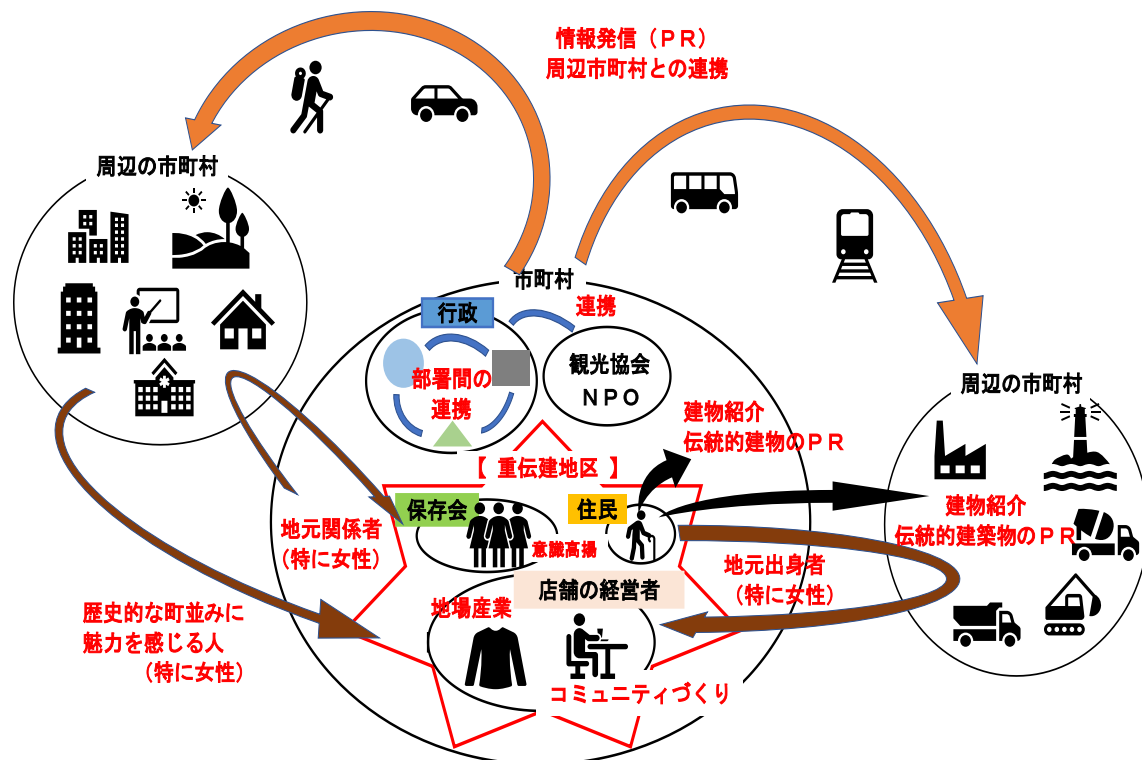 情報発信（ＰＲ）
周辺市町村との連携
周辺の市町村
市町村
行政
連携
部署間の
連携
観光協会
ＮＰＯ
周辺の市町村
建物紹介
伝統的建物のＰＲ
【 重伝建地区 】
保存会
住民
意識高揚
建物紹介
伝統的建築物のＰＲ
地元関係者
（特に女性）
地元出身者
（特に女性）
店舗の経営者
地場産業
歴史的な町並みに
魅力を感じる人
（特に女性）
コミュニティづくり